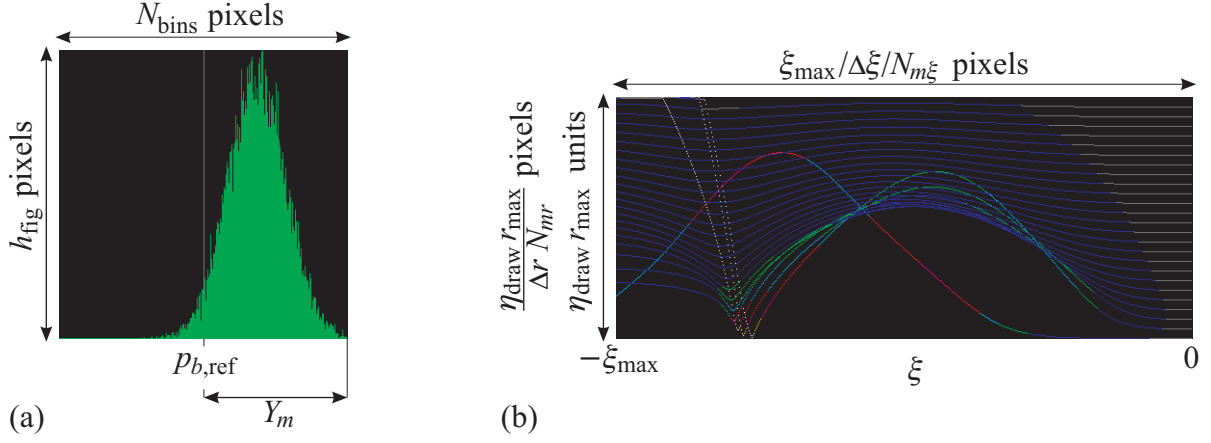 N_bins pixels
h_fig pixels
p_b,ref
Y_m
(a)
ξ_max/Δξ/N_mξ pixels
η_draw r_max
Δr N_mr
pixels
η_draw r_max units
−ξ_max
ξ
0
(b)